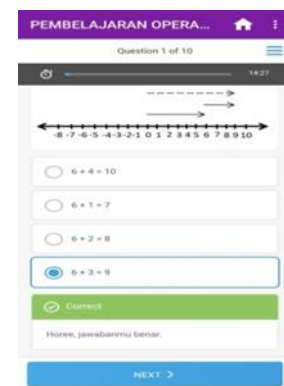 PEMBELAJARAN OPERA...
Question 1 of 10
14:27
-8 -7 -6 -5 -4 -3 -2 -1 0 1 2 3 4 5 6 7 8 9 10
6 + 4 = 10
6 + 1 = 7
6 + 2 = 8
6 + 3 = 9
Correct
Horee, jawabanmu benar.
NEXT >